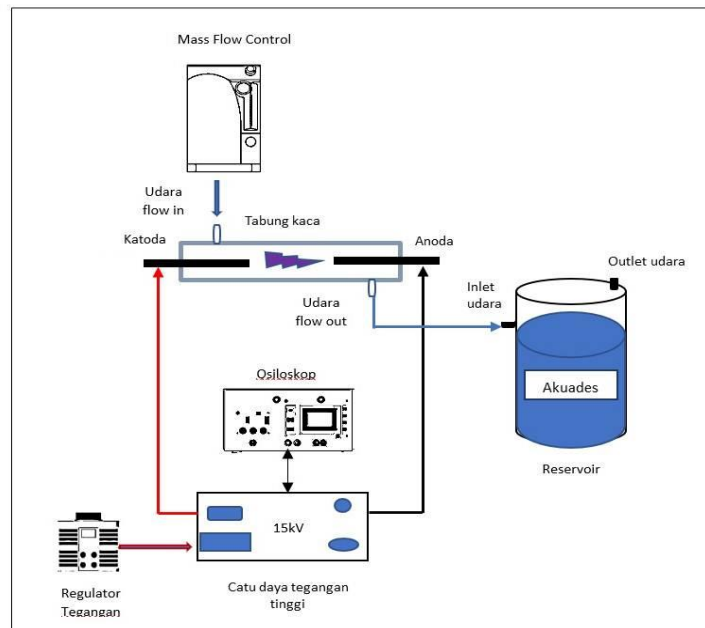 Mass Flow Control
Udara
flow in
Tabung kaca
Katoda
Anoda
Outlet udara
Inlet
udara
Udara
flow out
Osiloskop
Akuades
Reservoir
15kV
Regulator
Tegangan
Catu daya tegangan
tinggi